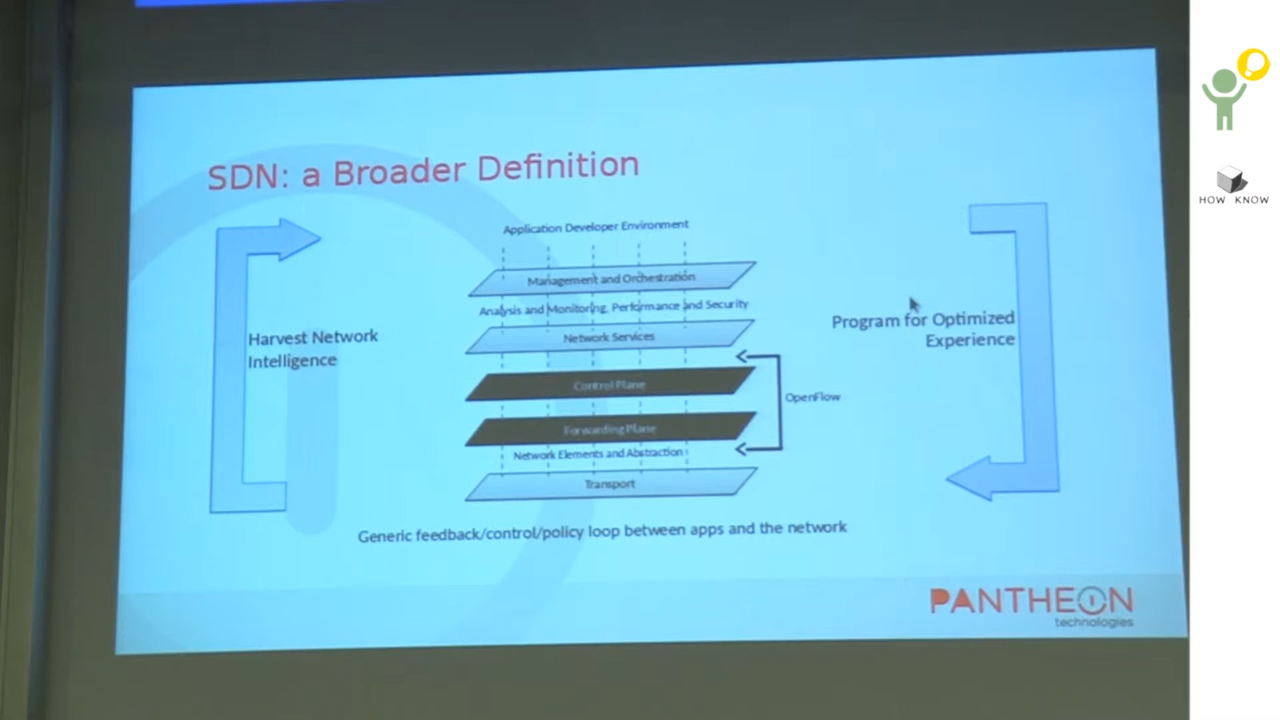 SDN: a Broader Definition
Application Developer Environment
Management and Orchestration
Analysis and Monitoring, Performance and Security
Network Services
Control Plane
Forwarding Plane
Network Elements and Abstraction
Transport
OpenFlow
Harvest Network
Intelligence
Program for Optimized
Experience
Generic feedback/control/policy loop between apps and the network
PANTHEON
technologies
HOW KNOW